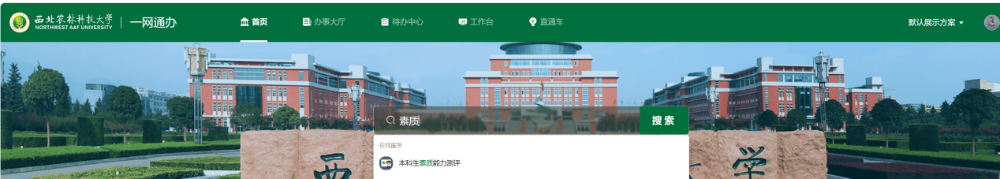 西北农林科技大学
NORTHWEST A&F UNIVERSITY
一网通办
首页
办事大厅
待办中心
工作台
直通车
默认展示方案
素质
搜索
在线服务
本科生素质能力测评
西
学